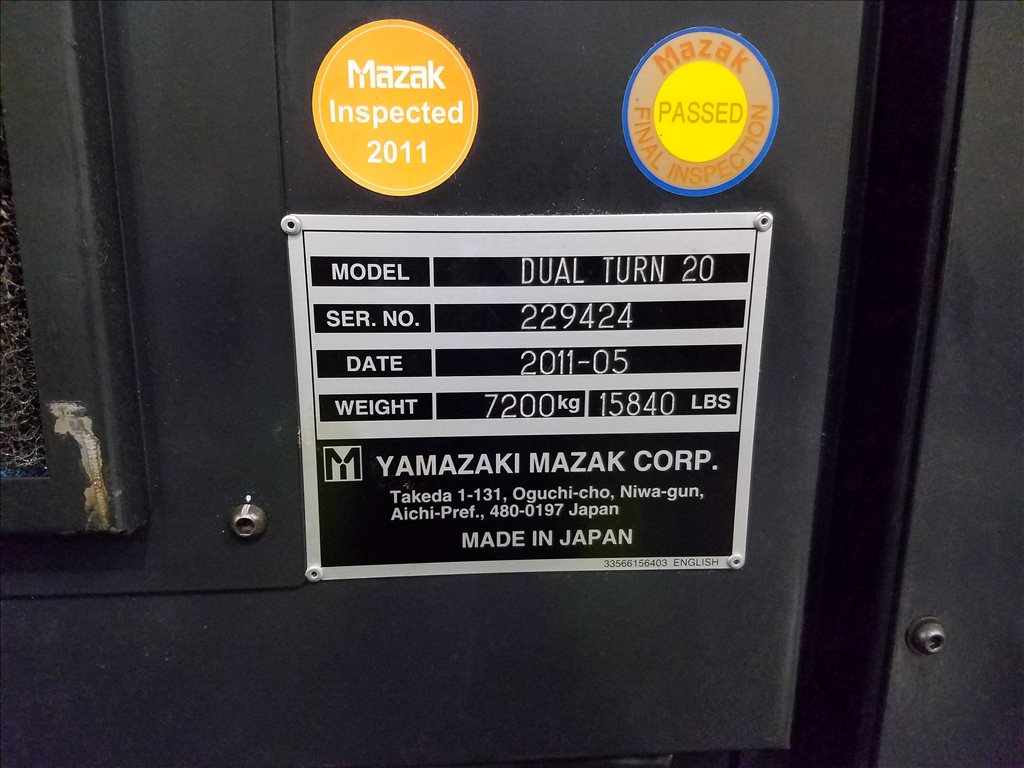 Mazak
Inspected
2011
Mazak
PASSED
FINAL INSPECTION
MODEL DUAL TURN 20
SER. NO. 229424
DATE 2011-05
WEIGHT 7200kg 15840 LBS
YAMAZAKI MAZAK CORP.
Takeda 1-131, Oguchi-cho, Niwa-gun,
Aichi-Pref., 480-0197 Japan
MADE IN JAPAN
33566156403 ENGLISH